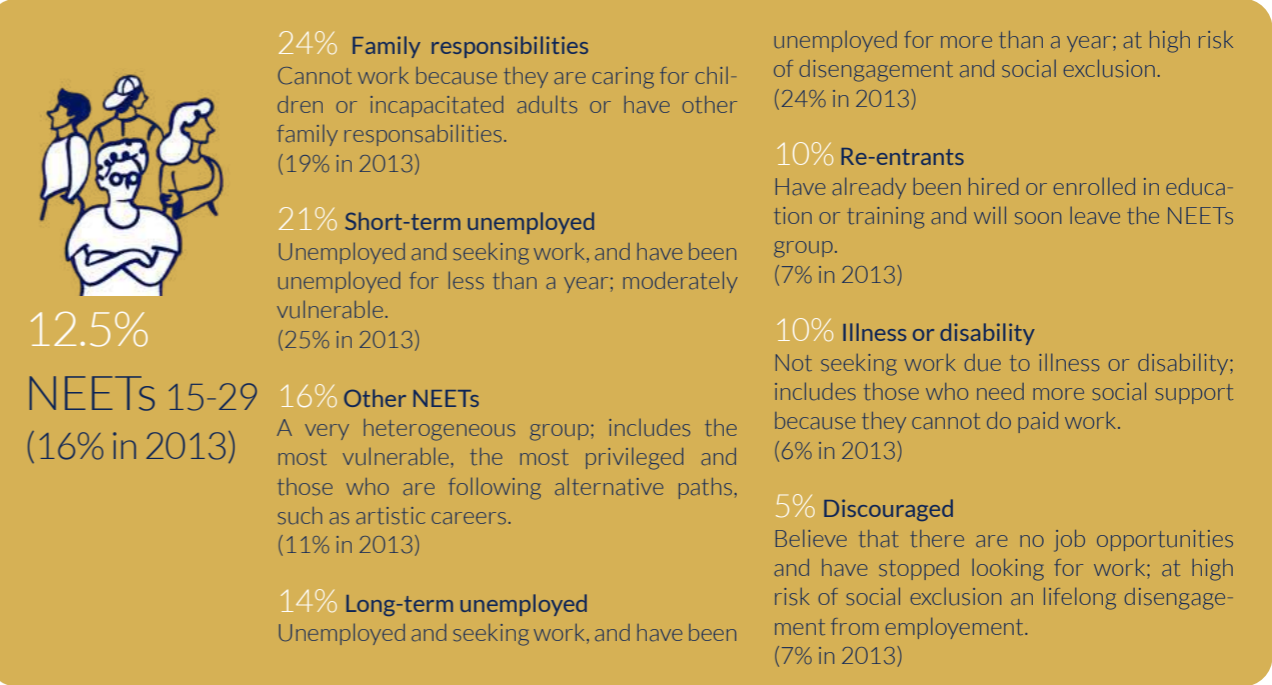 12.5%
NEETs 15-29
(16% in 2013)
24% Family responsibilities
Cannot work because they are caring for chil-
dren or incapacitated adults or have other
family responsabilities.
(19% in 2013)
21% Short-term unemployed
Unemployed and seeking work, and have been
unemployed for less than a year; moderately
vulnerable.
(25% in 2013)
16% Other NEETs
A very heterogeneous group; includes the
most vulnerable, the most privileged and
those who are following alternative paths,
such as artistic careers.
(11% in 2013)
14% Long-term unemployed
Unemployed and seeking work, and have been
unemployed for more than a year; at high risk
of disengagement and social exclusion.
(24% in 2013)
10% Re-entrants
Have already been hired or enrolled in educa-
tion or training and will soon leave the NEETs
group.
(7% in 2013)
10% Illness or disability
Not seeking work due to illness or disability;
includes those who need more social support
because they cannot do paid work.
(6% in 2013)
5% Discouraged
Believe that there are no job opportunities
and have stopped looking for work; at high
risk of social exclusion an lifelong disengage-
ment from employement.
(7% in 2013)